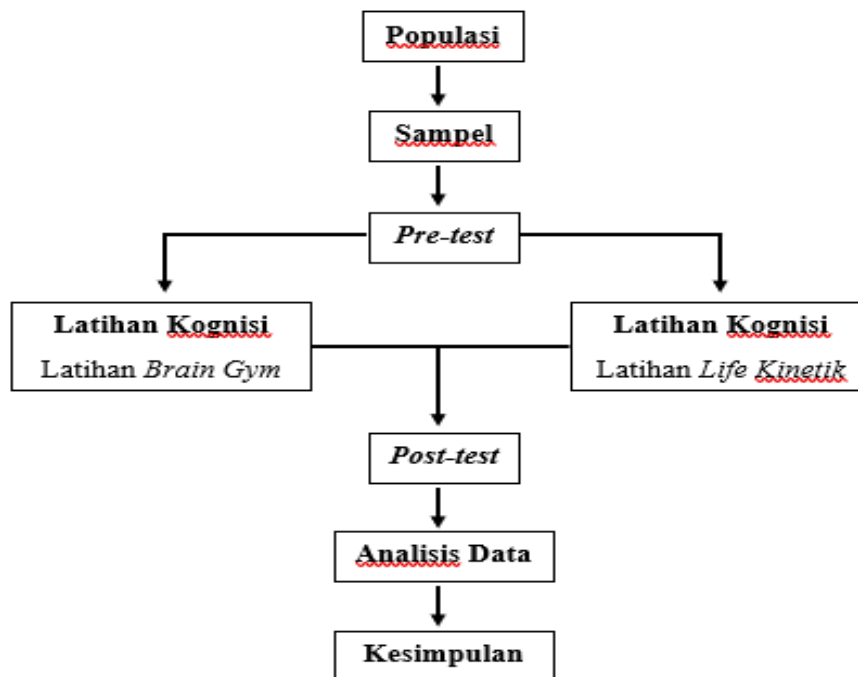 Populasi
Sampel
Pre-test
Latihan Kognisi
Latihan Brain Gym
Latihan Kognisi
Latihan Life Kinetik
Post-test
Analisis Data
Kesimpulan